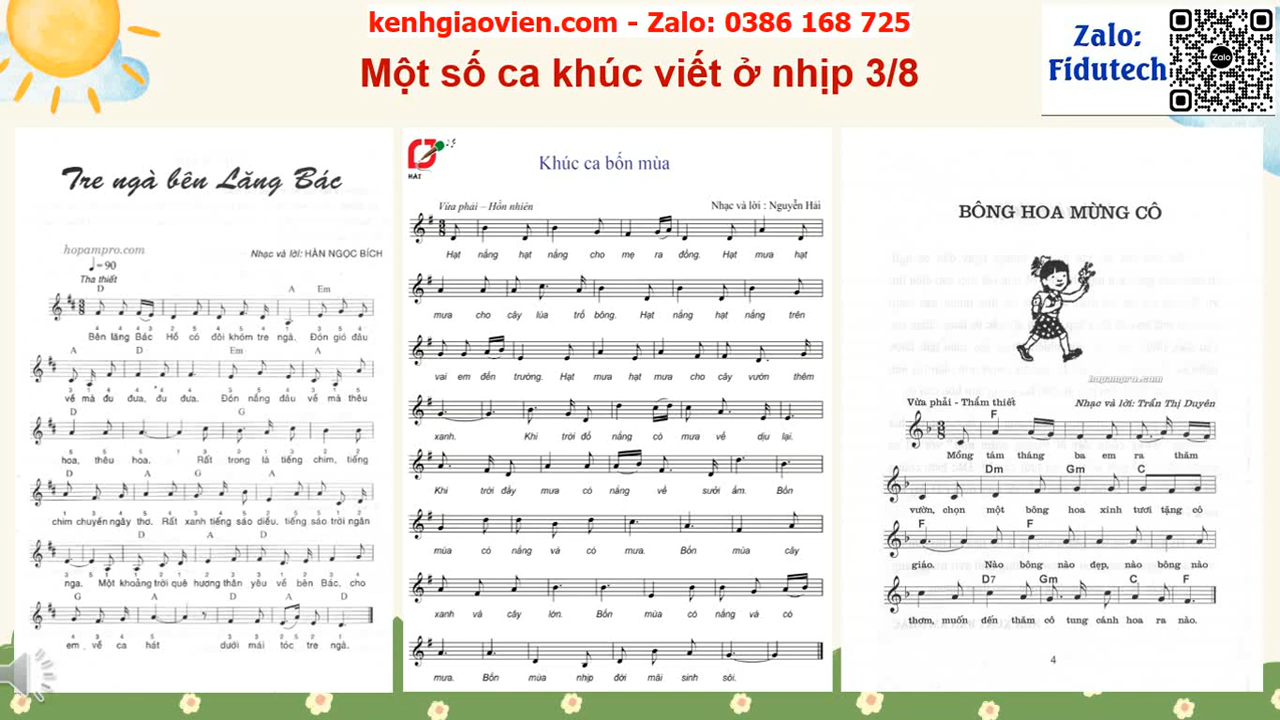 kenhgiaovien.com - Zalo: 0386 168 725
Một số ca khúc viết ở nhịp 3/8
Zalo:
Fidutech
Zalo
Tre ngà bên Lăng Bác
hopampro.com
Nhạc và lời: HÀN NGỌC BÍCH
♩= 90
Tha thiết
D A Em
Bên lăng Bác Hồ có đôi khóm tre ngà. Đón gió đâu
A D Em
về mà đu đưa, đu đưa. Đón nắng đâu về mà thêu
D G A
hoa, thêu hoa. Rất trong là tiếng chim, tiếng
D A G A
chim chuyền ngây thơ. Rất xanh tiếng sáo diều, tiếng sáo trời ngân
D A D
nga. Một khoảng trời quê hương thân yêu về bên Bác, cho
G A G A D
em về ca hát dưới mái tóc tre ngà.
HÁT
Khúc ca bốn mùa
Vừa phải – Hồn nhiên
Nhạc và lời : Nguyễn Hải
Hạt nắng hạt nắng cho mẹ ra đồng. Hạt mưa hạt
mưa cho cây lúa trổ bông. Hạt nắng hạt nắng trên
vai em đến trường. Hạt mưa hạt mưa cho cây vườn thêm
xanh. Khi trời đổ nắng có mưa về dịu lại.
Khi trời đầy mưa có nắng về sưởi ấm. Bốn
mùa có nắng và có mưa. Bốn mùa cây
xanh và cây lớn. Bốn mùa có nắng và có
mưa. Bốn mùa nhịp đời mãi sinh sôi.
BÔNG HOA MỪNG CÔ
hopampro.com
Vừa phải - Thắm thiết
Nhạc và lời: Trần Thị Duyên
F
Mồng tám tháng ba em ra thăm
Dm Gm C
vườn, chọn một bông hoa xinh tươi tặng cô
F F
giáo. Nào bông nào đẹp, nào bông nào
D7 Gm C F
thơm, muốn đến thăm cô tung cánh hoa ra nào.
4